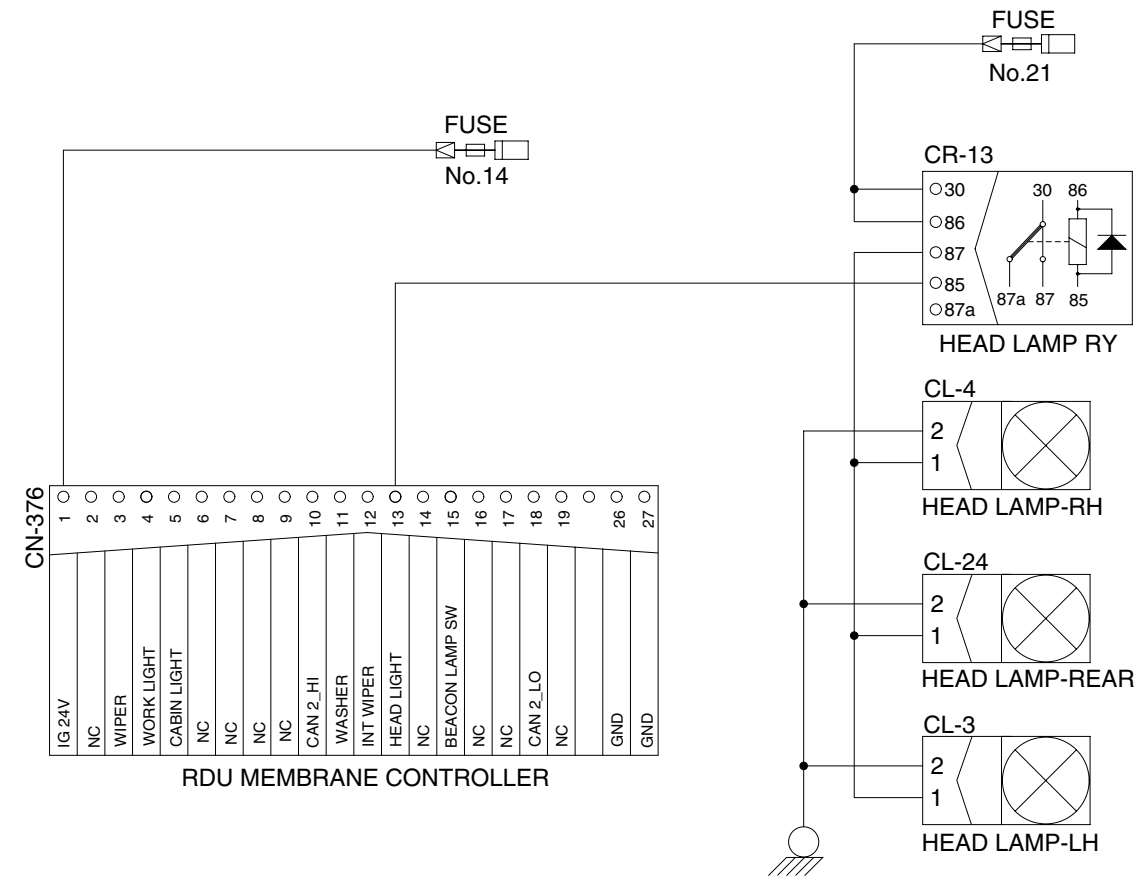 FUSE
No.21
FUSE
No.14
CR-13
30
86
87
85
87a
30 86
87a 87 85
HEAD LAMP RY
CL-4
2
1
HEAD LAMP-RH
CL-24
2
1
HEAD LAMP-REAR
CL-3
2
1
HEAD LAMP-LH
CN-376
1 2 3 4 5 6 7 8 9 10 11 12 13 14 15 16 17 18 19 26 27
IG 24V
NC
WIPER
WORK LIGHT
CABIN LIGHT
NC
NC
NC
NC
CAN 2_HI
WASHER
INT WIPER
HEAD LIGHT
NC
BEACON LAMP SW
NC
NC
CAN 2_LO
NC
GND
GND
RDU MEMBRANE CONTROLLER